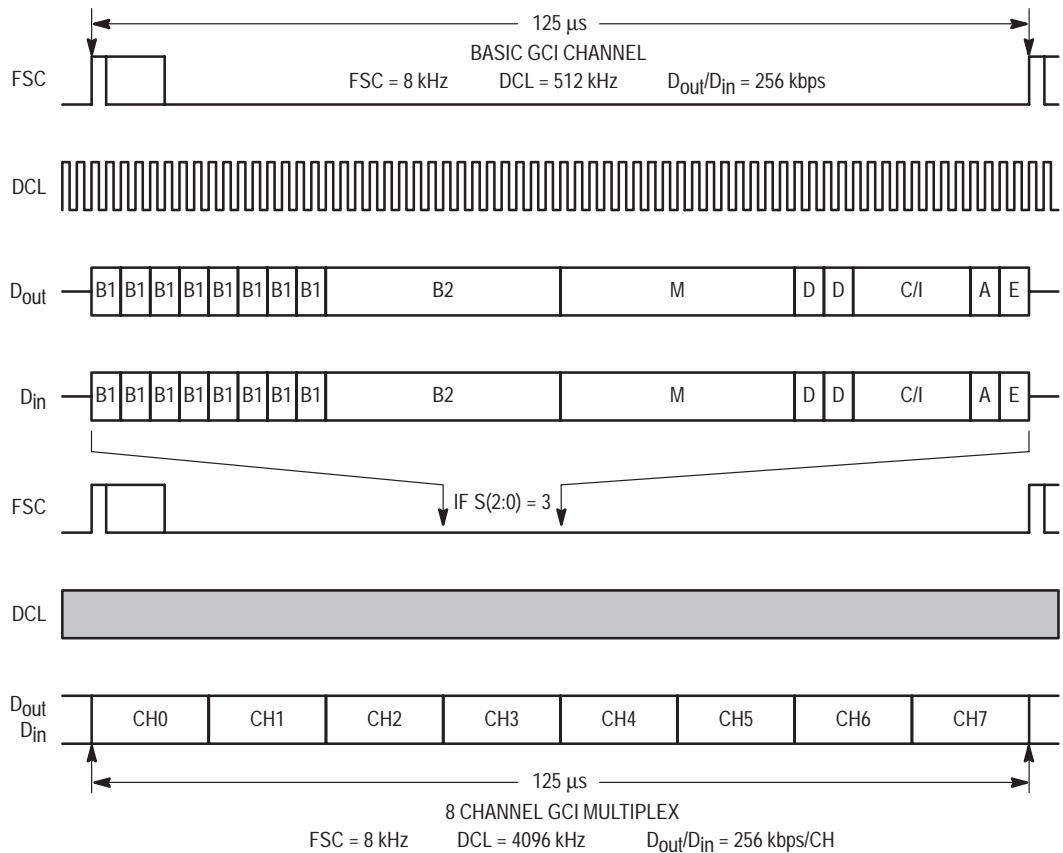 125 µs
BASIC GCI CHANNEL
FSC
FSC = 8 kHz DCL = 512 kHz Dout/Din = 256 kbps
DCL
Dout B1 B1 B1 B1 B1 B1 B1 B1 B2 M D D C/I A E
Din B1 B1 B1 B1 B1 B1 B1 B1 B2 M D D C/I A E
FSC IF S(2:0) = 3
DCL
Dout
Din
CH0 CH1 CH2 CH3 CH4 CH5 CH6 CH7
125 µs
8 CHANNEL GCI MULTIPLEX
FSC = 8 kHz DCL = 4096 kHz Dout/Din = 256 kbps/CH